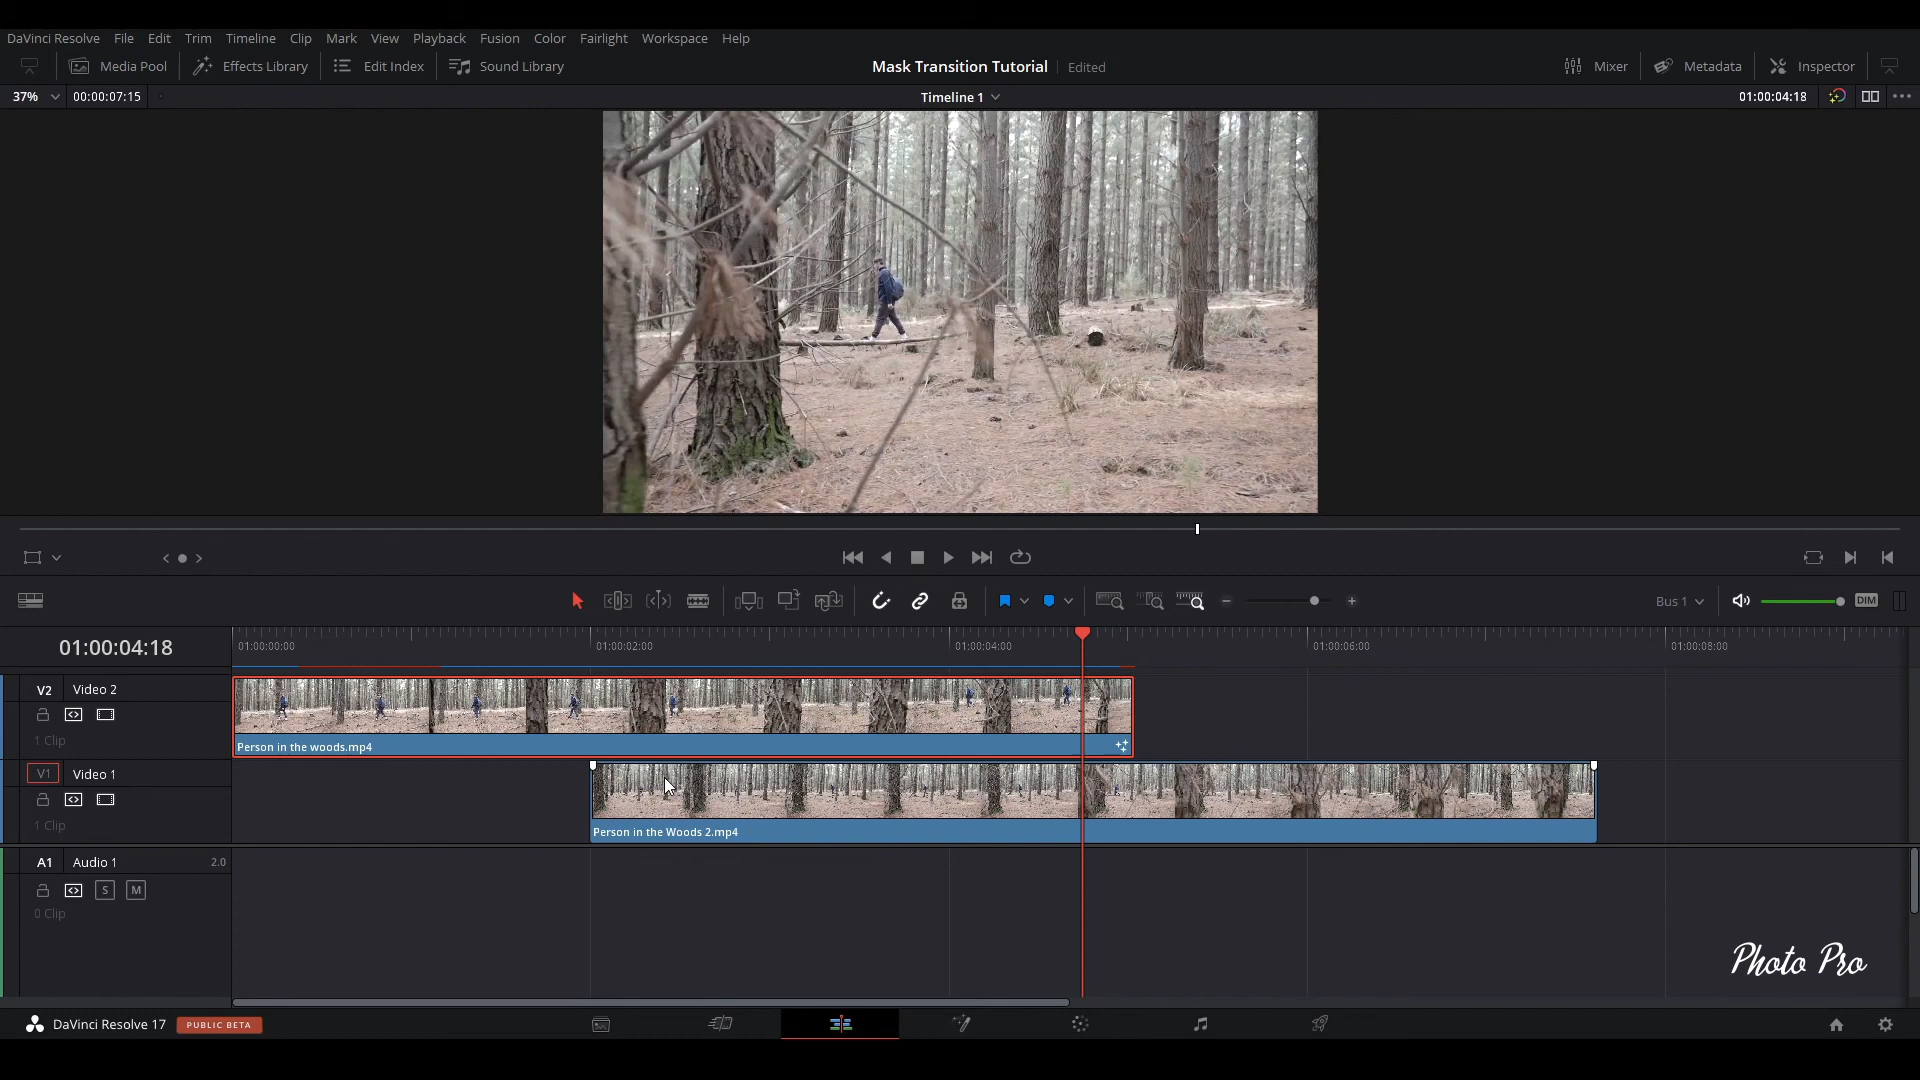 DaVinci Resolve File Edit Trim Timeline Clip Mark View Playback Fusion Color Fairlight Workspace Help
Media Pool Effects Library Edit Index Sound Library Mask Transition Tutorial Edited Mixer Metadata Inspector
37% 00:00:07:15 Timeline 1 01:00:04:18
Bus 1 DIM
01:00:04:18 01:00:00:00 01:00:02:00 01:00:04:00 01:00:06:00 01:00:08:00
V2 Video 2
1 Clip
Person in the woods.mp4
V1 Video 1
1 Clip
Person in the Woods 2.mp4
A1 Audio 1 2.0
S M
0 Clip
Photo Pro
DaVinci Resolve 17 PUBLIC BETA